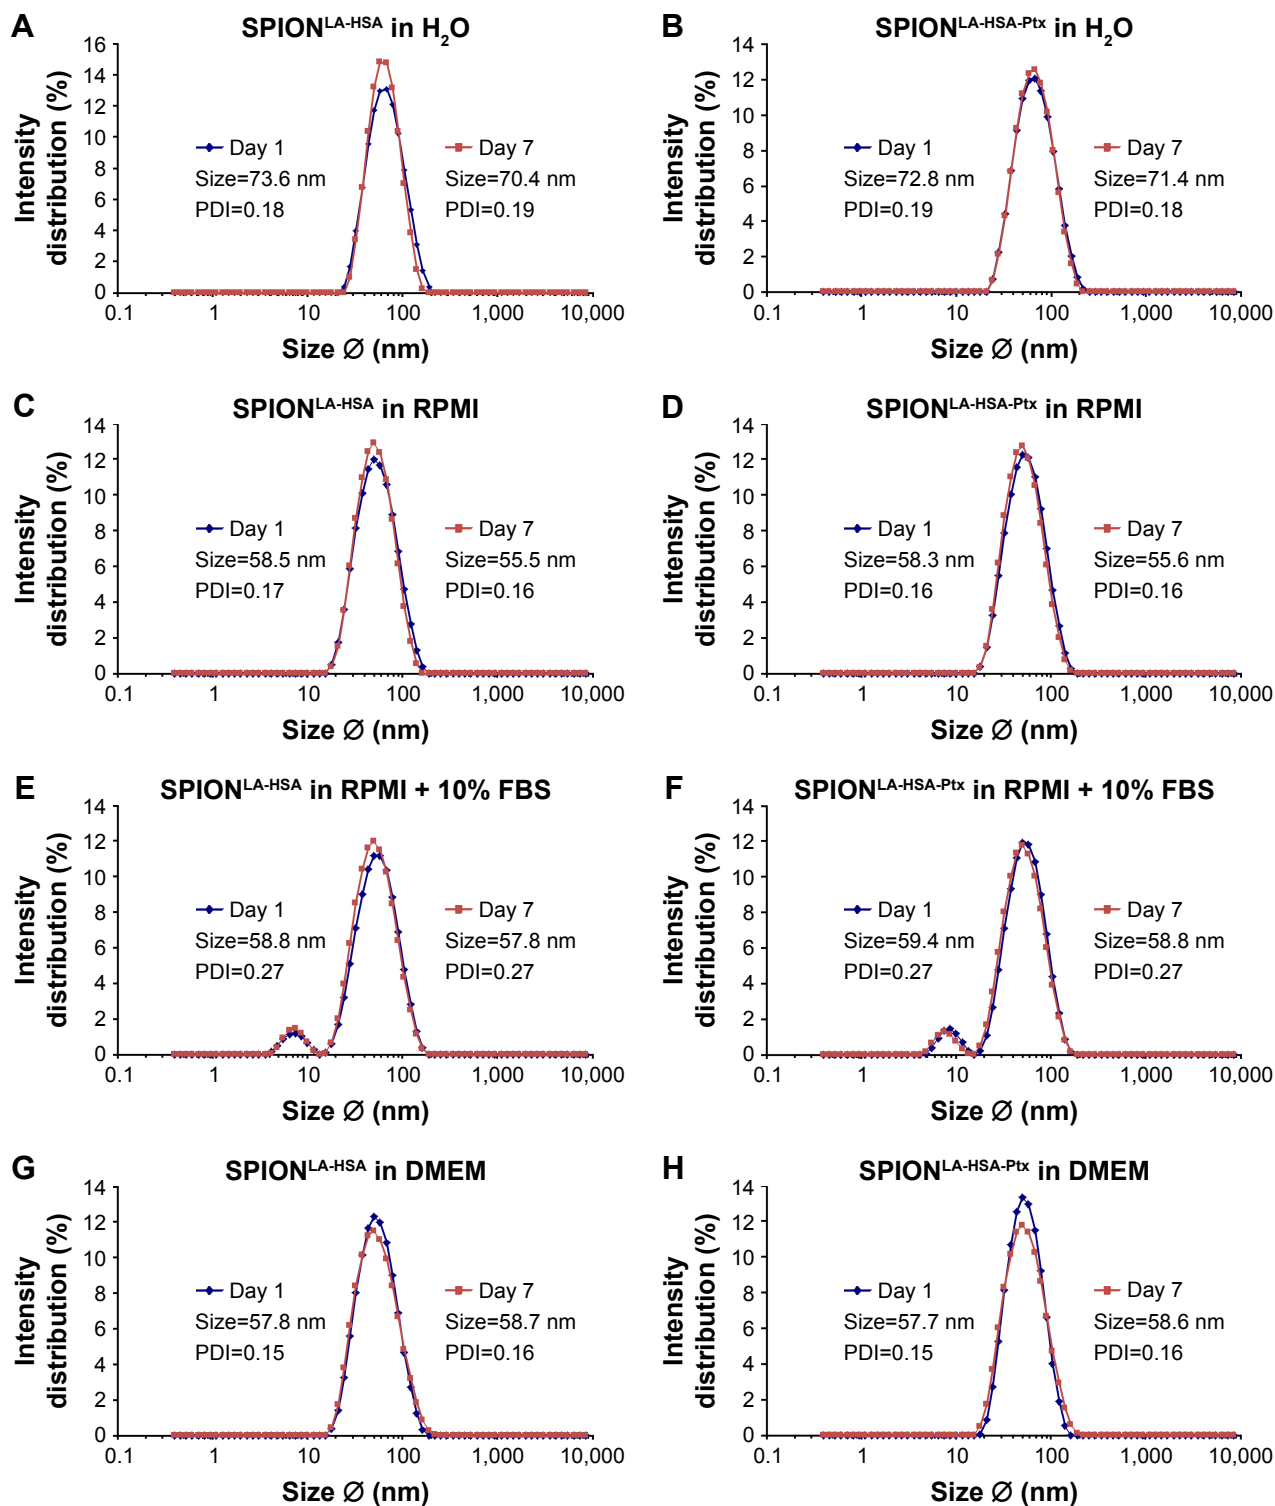 A
SPION^LA-HSA in H₂O
Intensity
distribution (%)
16
14
12
10
8
6
4
2
0
Day 1
Size=73.6 nm
PDI=0.18
Day 7
Size=70.4 nm
PDI=0.19
0.1 1 10 100 1,000 10,000
Size ∅ (nm)
B
SPION^LA-HSA-Ptx in H₂O
Intensity
distribution (%)
14
12
10
8
6
4
2
0
Day 1
Size=72.8 nm
PDI=0.19
Day 7
Size=71.4 nm
PDI=0.18
0.1 1 10 100 1,000 10,000
Size ∅ (nm)
C
SPION^LA-HSA in RPMI
Intensity
distribution (%)
14
12
10
8
6
4
2
0
Day 1
Size=58.5 nm
PDI=0.17
Day 7
Size=55.5 nm
PDI=0.16
0.1 1 10 100 1,000 10,000
Size ∅ (nm)
D
SPION^LA-HSA-Ptx in RPMI
Intensity
distribution (%)
14
12
10
8
6
4
2
0
Day 1
Size=58.3 nm
PDI=0.16
Day 7
Size=55.6 nm
PDI=0.16
0.1 1 10 100 1,000 10,000
Size ∅ (nm)
E
SPION^LA-HSA in RPMI + 10% FBS
Intensity
distribution (%)
14
12
10
8
6
4
2
0
Day 1
Size=58.8 nm
PDI=0.27
Day 7
Size=57.8 nm
PDI=0.27
0.1 1 10 100 1,000 10,000
Size ∅ (nm)
F
SPION^LA-HSA-Ptx in RPMI + 10% FBS
Intensity
distribution (%)
14
12
10
8
6
4
2
0
Day 1
Size=59.4 nm
PDI=0.27
Day 7
Size=58.8 nm
PDI=0.27
0.1 1 10 100 1,000 10,000
Size ∅ (nm)
G
SPION^LA-HSA in DMEM
Intensity
distribution (%)
14
12
10
8
6
4
2
0
Day 1
Size=57.8 nm
PDI=0.15
Day 7
Size=58.7 nm
PDI=0.16
0.1 1 10 100 1,000 10,000
Size ∅ (nm)
H
SPION^LA-HSA-Ptx in DMEM
Intensity
distribution (%)
14
12
10
8
6
4
2
0
Day 1
Size=57.7 nm
PDI=0.15
Day 7
Size=58.6 nm
PDI=0.16
0.1 1 10 100 1,000 10,000
Size ∅ (nm)